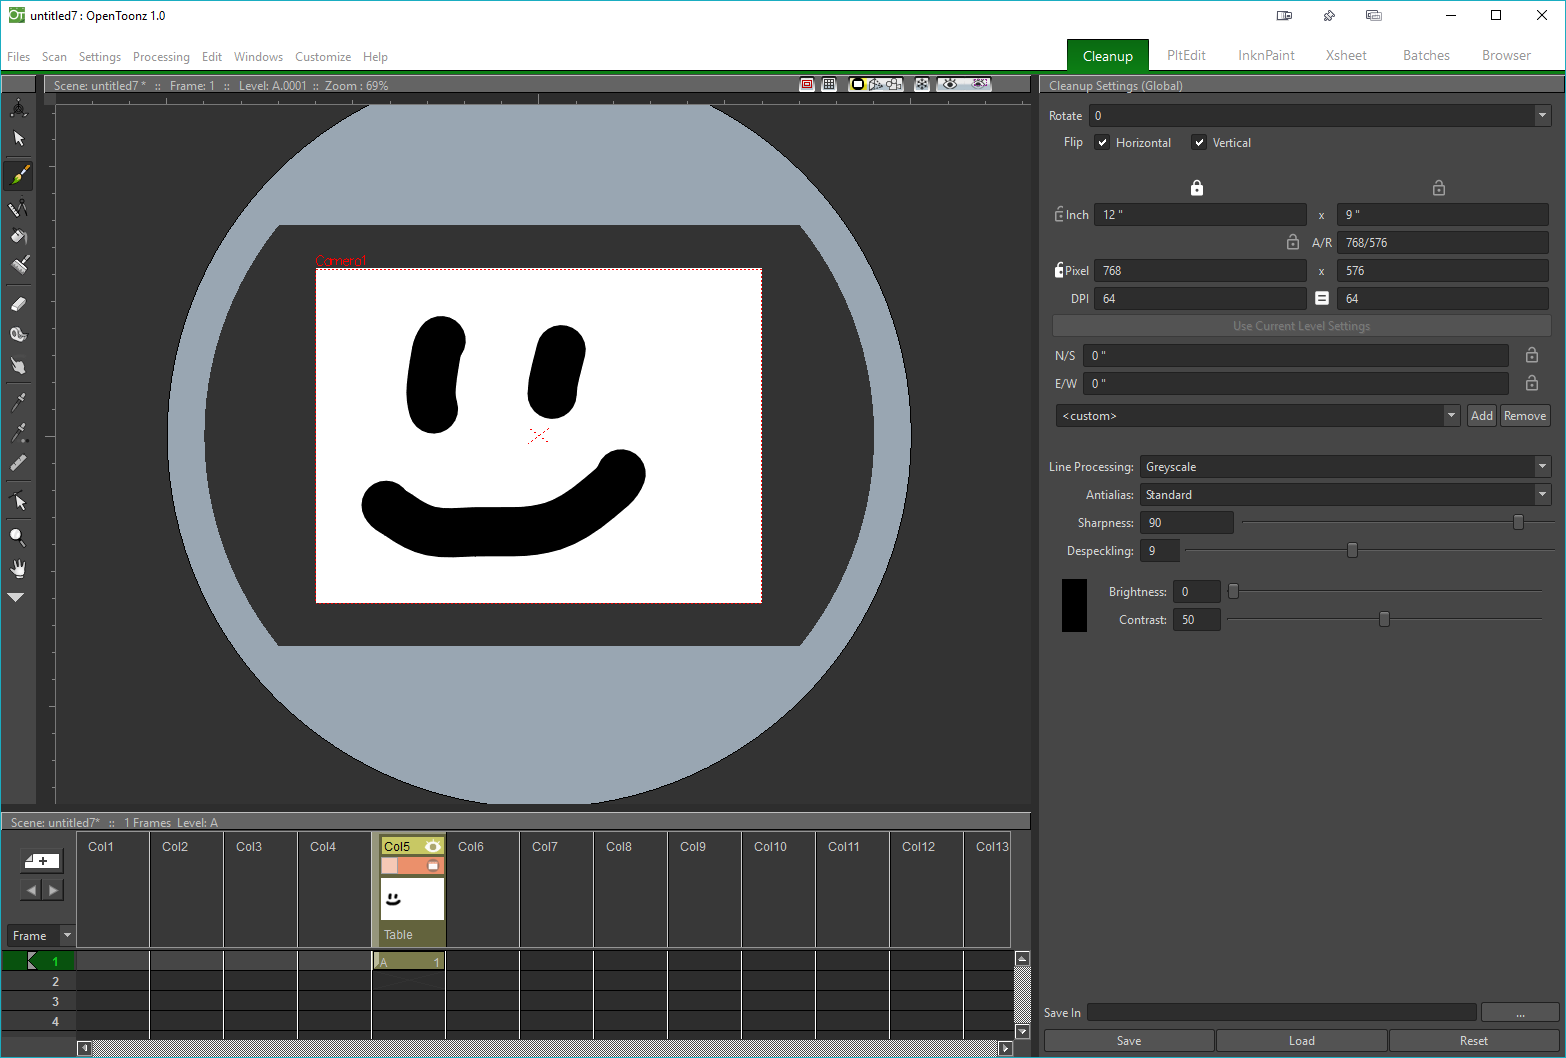 untitled7 : OpenToonz 1.0
Files Scan Settings Processing Edit Windows Customize Help
Cleanup PltEdit InknPaint Xsheet Batches Browser
Scene: untitled7 * :: Frame: 1 :: Level: A.0001 :: Zoom : 69%
Cleanup Settings (Global)
Rotate 0
Flip Horizontal Vertical
Inch 12 " x 9 "
A/R 768/576
Pixel 768 x 576
DPI 64 64
Use Current Level Settings
N/S 0 "
E/W 0 "
<custom> Add Remove
Line Processing: Greyscale
Antialias: Standard
Sharpness: 90
Despeckling: 9
Brightness: 0
Contrast: 50
Camera1
Scene: untitled7* :: 1 Frames Level: A
Col1 Col2 Col3 Col4 Col5 Col6 Col7 Col8 Col9 Col10 Col11 Col12 Col13
Table
Frame
1 A 1
2
3
4
Save In ...
Save Load Reset